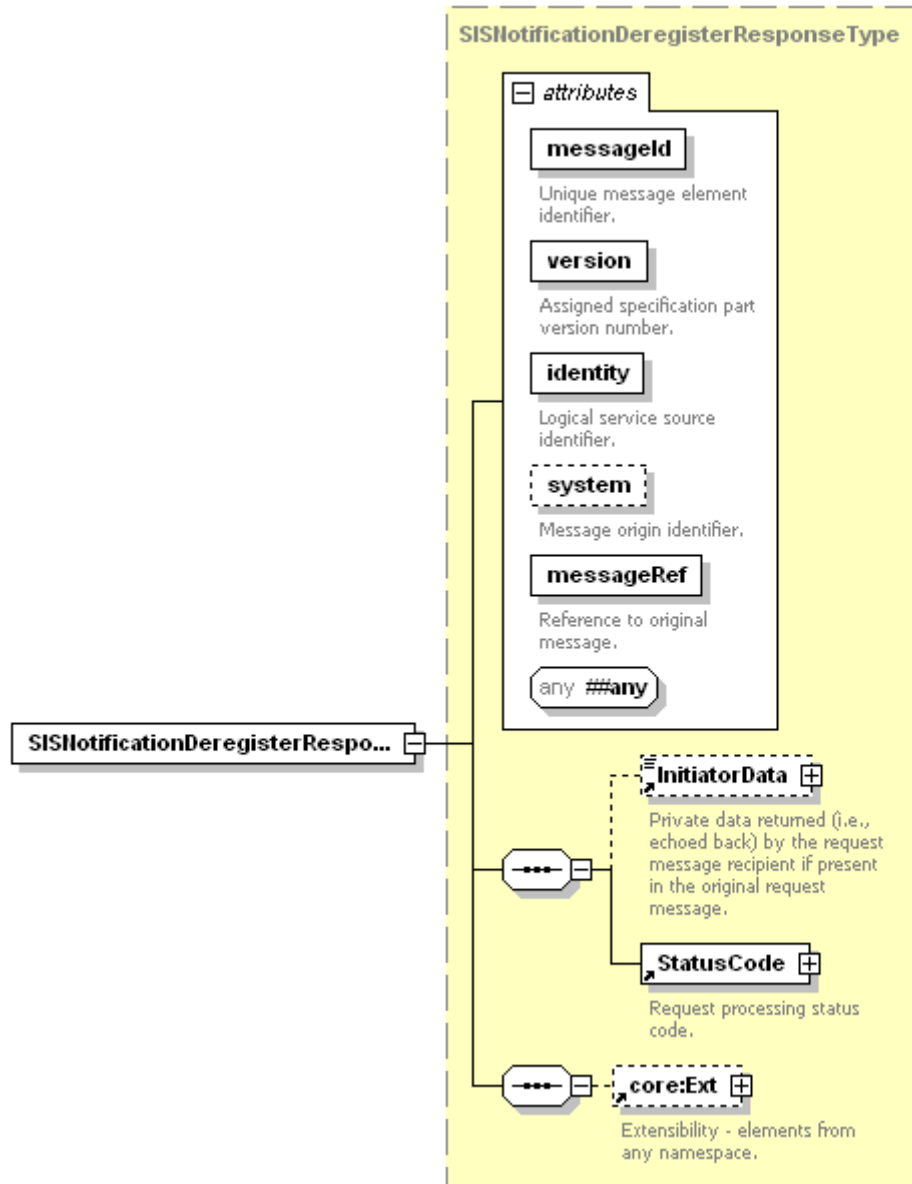 SISNotificationDeregisterResponseType
attributes
messageId
Unique message element
identifier.
version
Assigned specification part
version number.
identity
Logical service source
identifier.
system
Message origin identifier.
messageRef
Reference to original
message.
any ##any
SISNotificationDeregisterRespo...
InitiatorData
Private data returned (i.e.,
echoed back) by the request
message recipient if present
in the original request
message.
StatusCode
Request processing status
code.
core:Ext
Extensibility - elements from
any namespace.